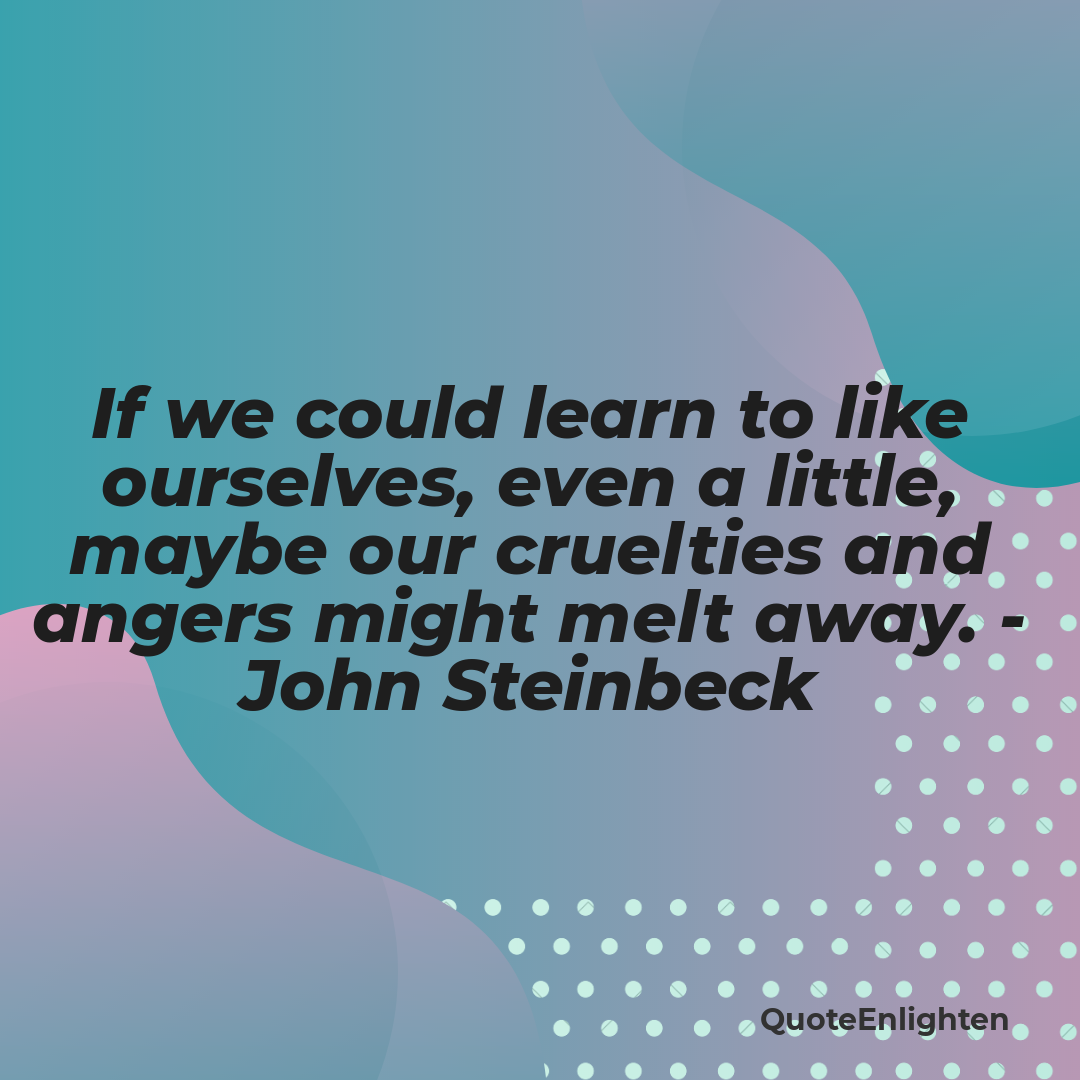 If we could learn to like
ourselves, even a little,
maybe our cruelties and
angers might melt away. -
John Steinbeck
QuoteEnlighten